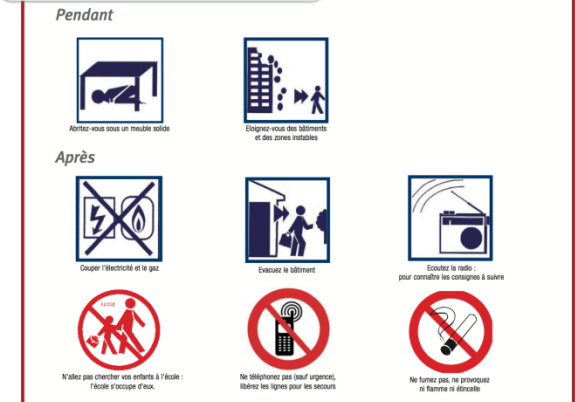 Pendant
Abritez-vous sous un meuble solide
Eloignez-vous des bâtiments
et des zones instables
Après
Couper l'électricité et le gaz
Evacuez le bâtiment
Ecoutez la radio :
pour connaître les consignes à suivre
ECOLE
N'allez pas chercher vos enfants à l'école :
l'école s'occupe d'eux.
Ne téléphonez pas (sauf urgence),
libérez les lignes pour les secours
Ne fumez pas, ne provoquez
ni flamme ni étincelle